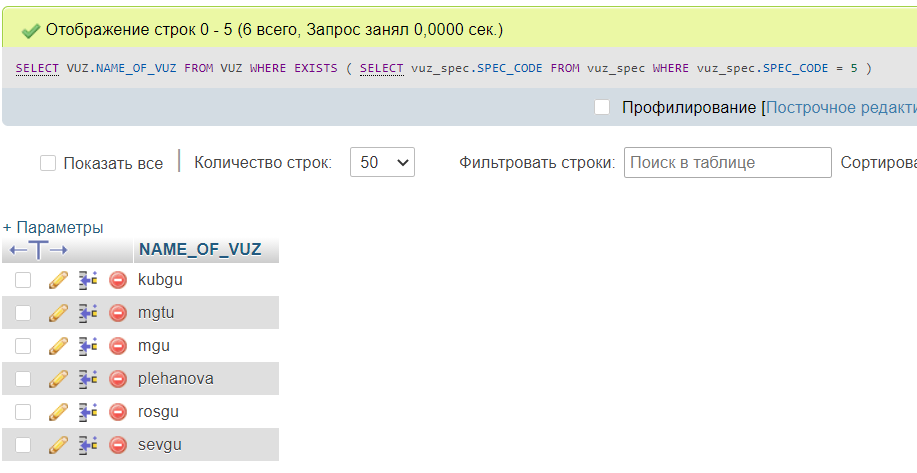 Отображение строк 0 - 5 (6 всего, Запрос занял 0,0000 сек.)
SELECT VUZ.NAME_OF_VUZ FROM VUZ WHERE EXISTS ( SELECT vuz_spec.SPEC_CODE FROM vuz_spec WHERE vuz_spec.SPEC_CODE = 5 )
Профилирование [Построчное редакти
Показать все Количество строк: 50 Фильтровать строки: Поиск в таблице Сортирова
+ Параметры
NAME_OF_VUZ
kubgu
mgtu
mgu
plehanova
rosgu
sevgu